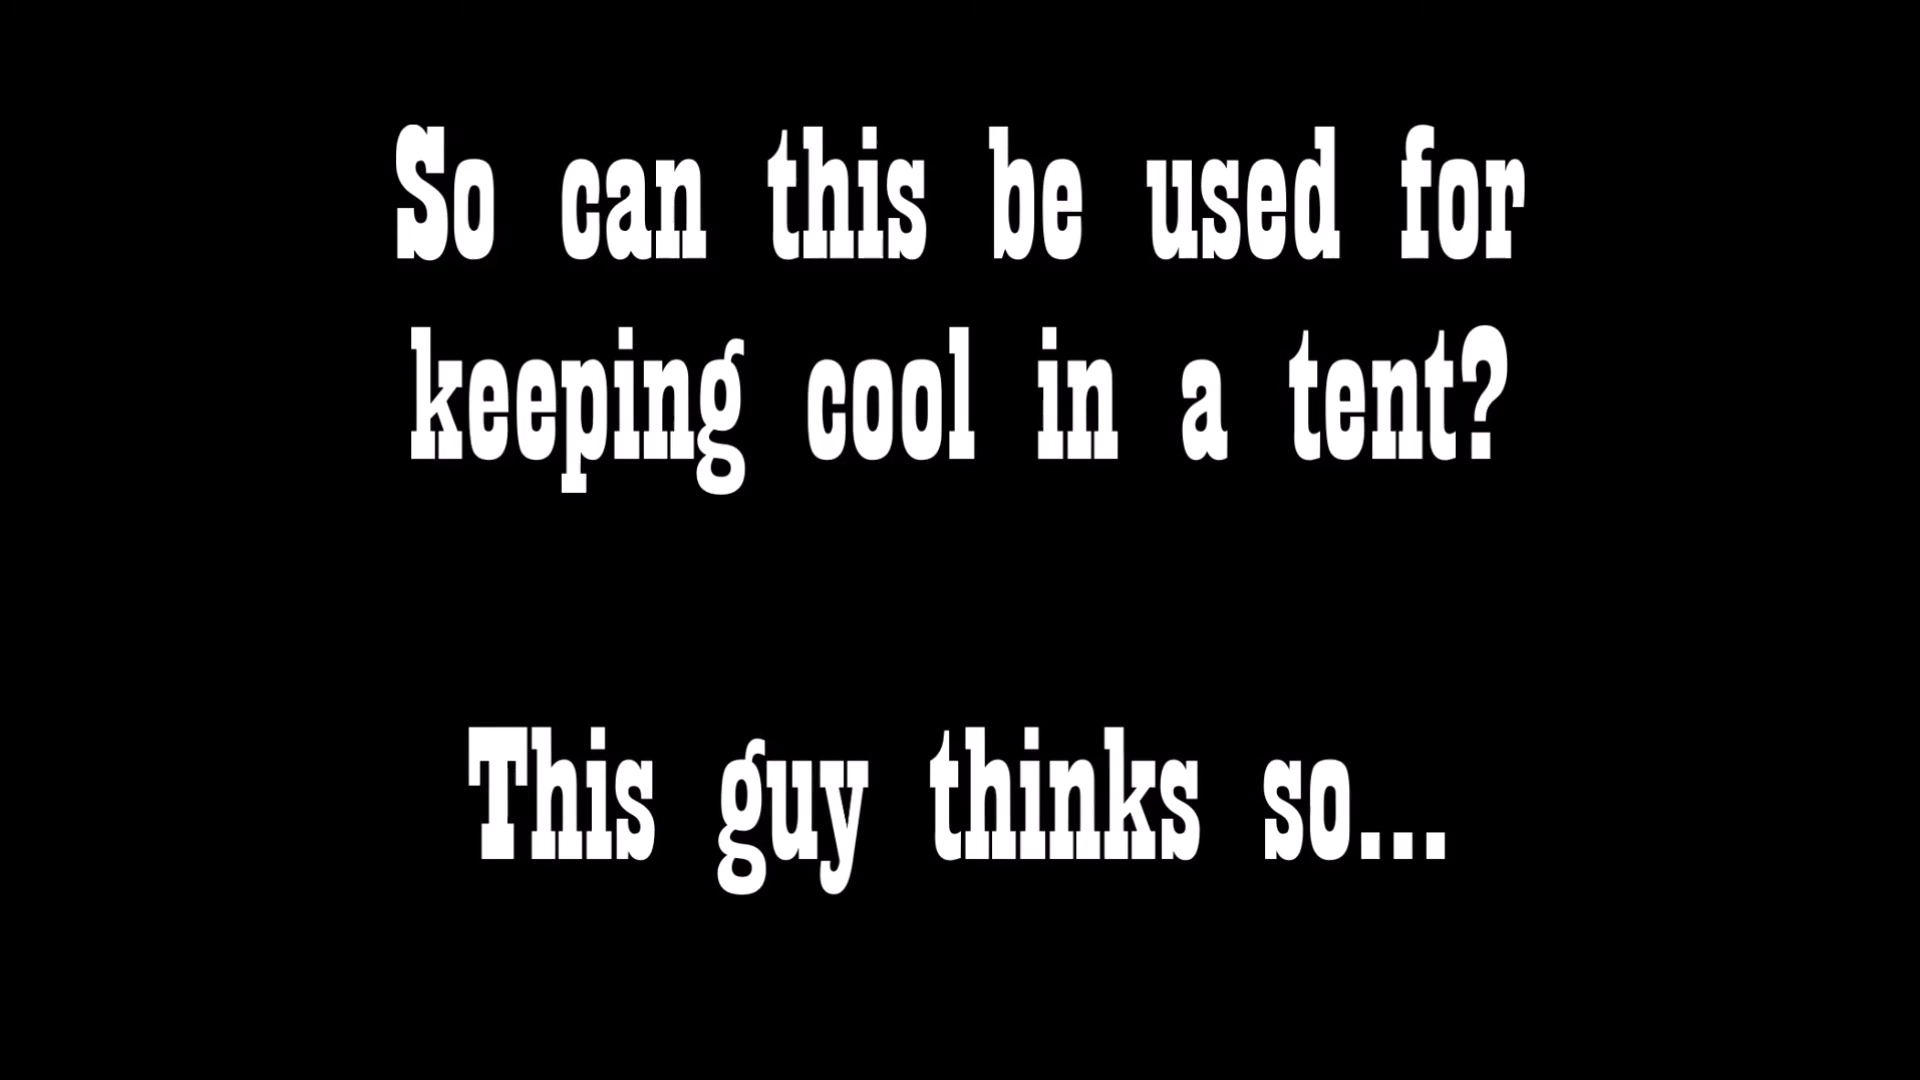 So can this be used for
keeping cool in a tent?
This guy thinks so...